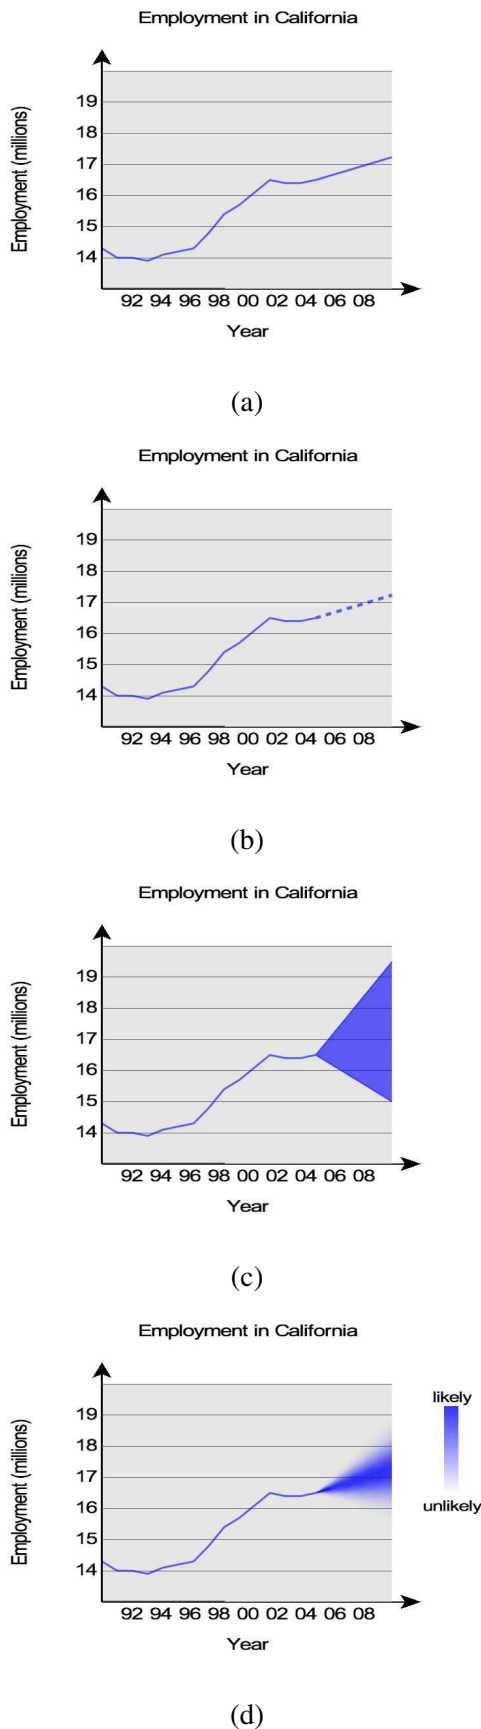 Employment in California
Employment (millions)
19
18
17
16
15
14
92 94 96 98 00 02 04 06 08
Year
(a)
Employment in California
Employment (millions)
19
18
17
16
15
14
92 94 96 98 00 02 04 06 08
Year
(b)
Employment in California
Employment (millions)
19
18
17
16
15
14
92 94 96 98 00 02 04 06 08
Year
(c)
Employment in California
Employment (millions)
19
18
17
16
15
14
92 94 96 98 00 02 04 06 08
Year
likely
unlikely
(d)